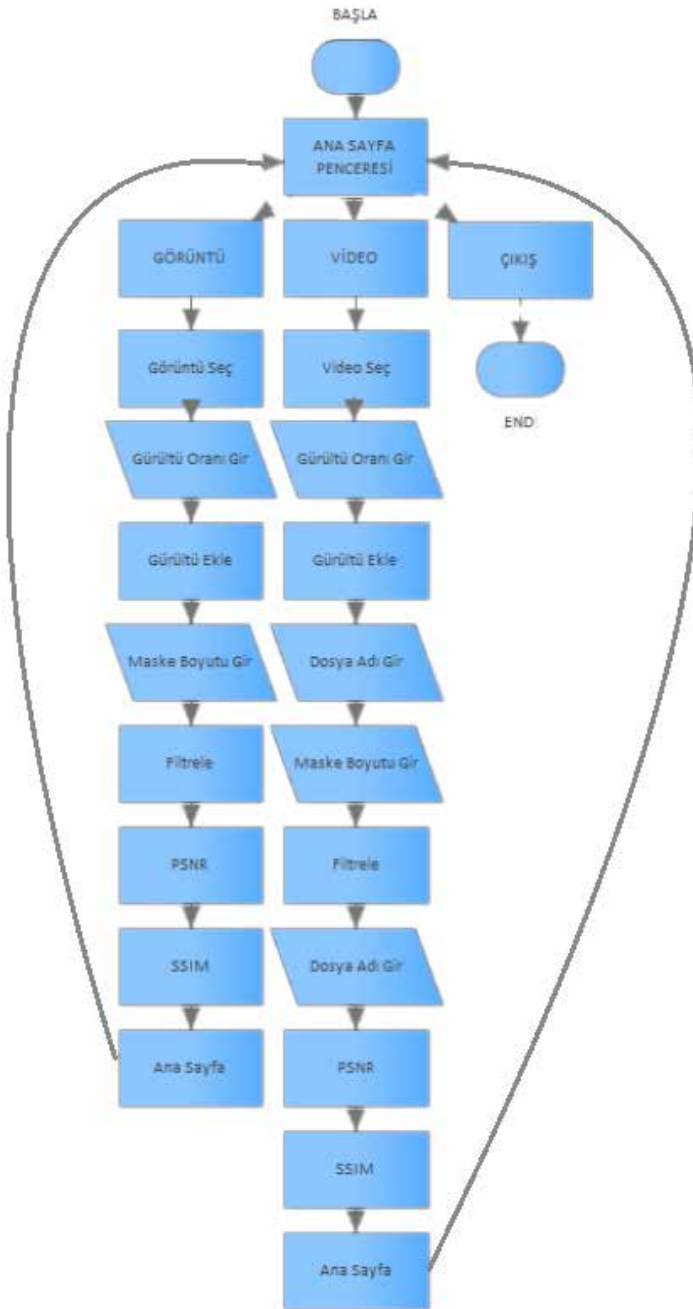 BAŞLA
ANA SAYFA
PENCERESİ
GÖRÜNTÜ
VİDEO
ÇIKIŞ
Görüntü Seç
Video Seç
END
Gürültü Oranı Gir
Gürültü Oranı Gir
Gürültü Ekle
Gürültü Ekle
Maske Boyutu Gir
Dosya Adı Gir
Filtrele
Maske Boyutu Gir
PSNR
Filtrele
SSIM
Dosya Adı Gir
Ana Sayfa
PSNR
SSIM
Ana Sayfa